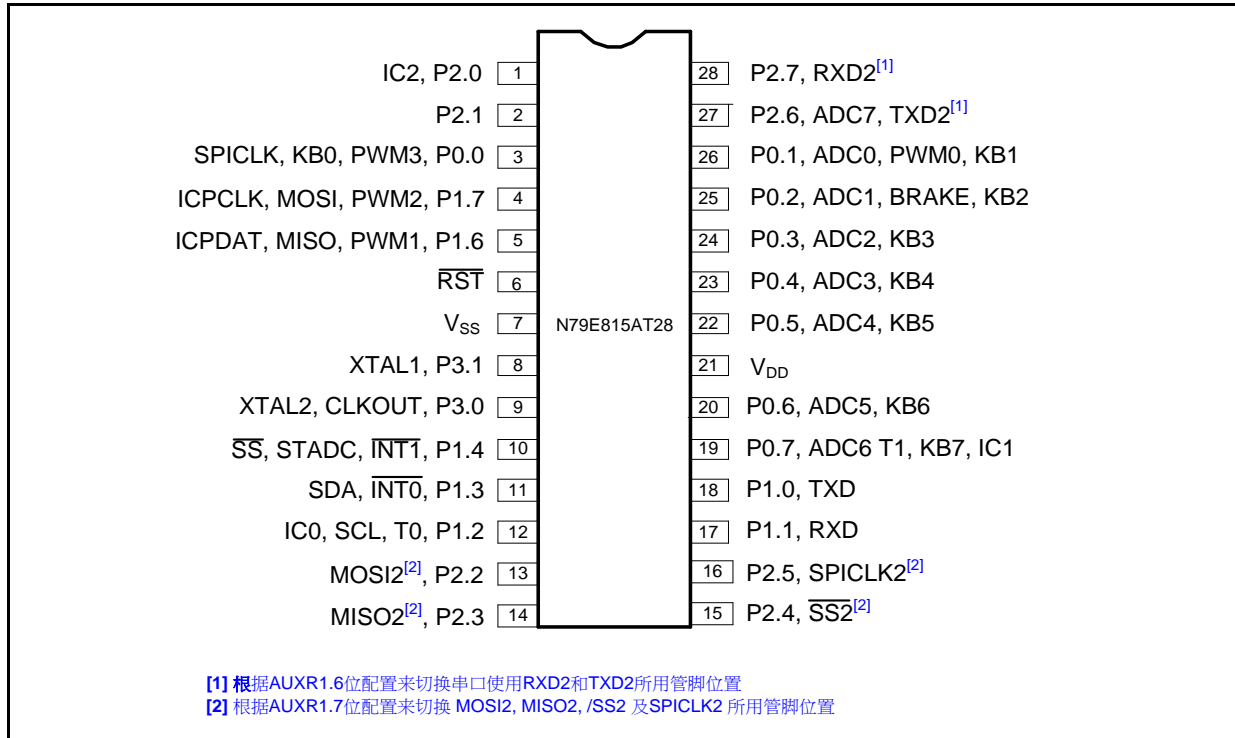 IC2, P2.0 1 28 P2.7, RXD2[1]
P2.1 2 27 P2.6, ADC7, TXD2[1]
SPICLK, KB0, PWM3, P0.0 3 26 P0.1, ADC0, PWM0, KB1
ICPCLK, MOSI, PWM2, P1.7 4 25 P0.2, ADC1, BRAKE, KB2
ICPDAT, MISO, PWM1, P1.6 5 24 P0.3, ADC2, KB3
R̅S̅T̅ 6 23 P0.4, ADC3, KB4
VSS 7 N79E815AT28 22 P0.5, ADC4, KB5
XTAL1, P3.1 8 21 VDD
XTAL2, CLKOUT, P3.0 9 20 P0.6, ADC5, KB6
S̅S̅, STADC, I̅N̅T̅1̅, P1.4 10 19 P0.7, ADC6 T1, KB7, IC1
SDA, I̅N̅T̅0̅, P1.3 11 18 P1.0, TXD
IC0, SCL, T0, P1.2 12 17 P1.1, RXD
MOSI2[2], P2.2 13 16 P2.5, SPICLK2[2]
MISO2[2], P2.3 14 15 P2.4, S̅S̅2̅[2]
[1] 根据AUXR1.6位配置来切换串口使用RXD2和TXD2所用管脚位置
[2] 根据AUXR1.7位配置来切换 MOSI2, MISO2, /SS2 及SPICLK2 所用管脚位置